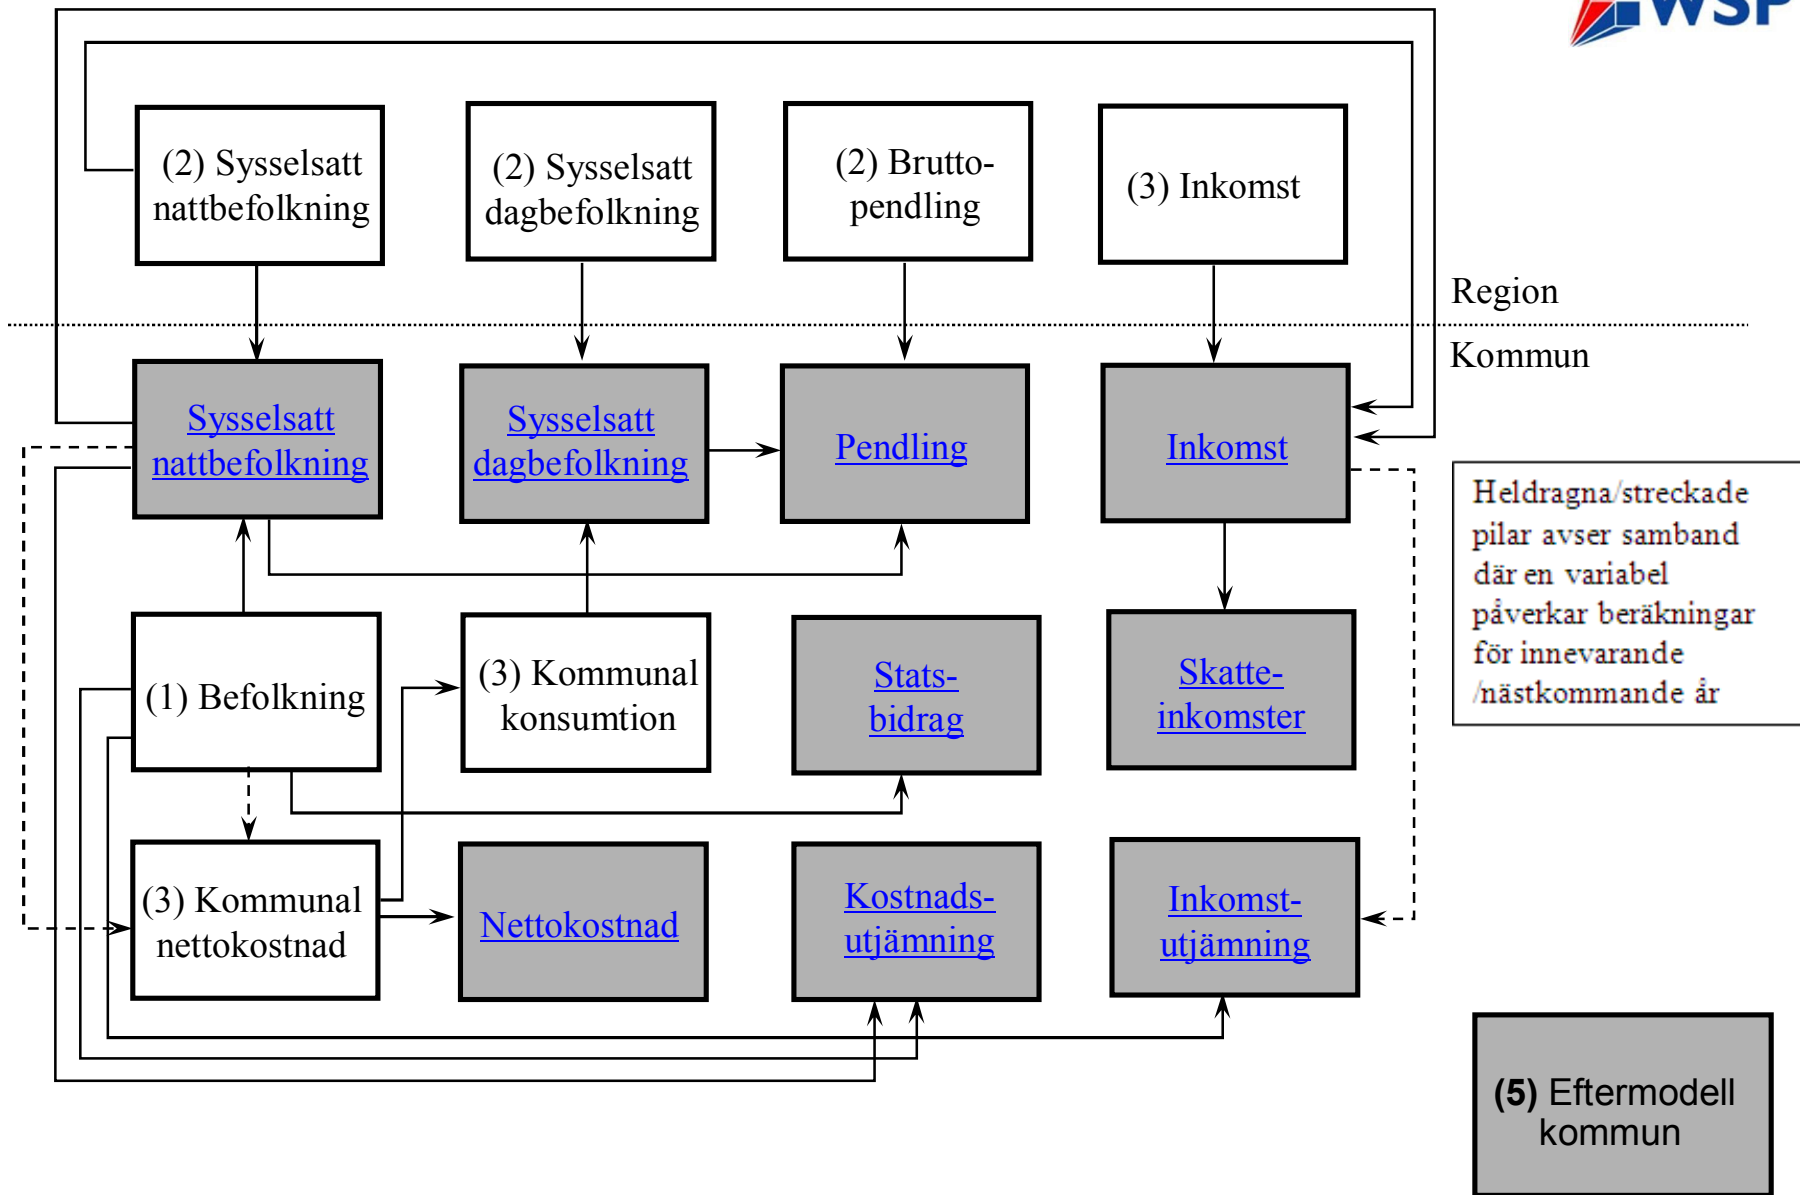 WSP
(2) Sysselsatt
nattbefolkning
(2) Sysselsatt
dagbefolkning
(2) Brutto-
pendling
(3) Inkomst
Region
Kommun
Sysselsatt
nattbefolkning
Sysselsatt
dagbefolkning
Pendling
Inkomst
Heldragna/streckade
pilar avser samband
där en variabel
påverkar beräkningar
för innevarande
/nästkommande år
(1) Befolkning
(3) Kommunal
konsumtion
Stats-
bidrag
Skatte-
inkomster
(3) Kommunal
nettokostnad
Nettokostnad
Kostnads-
utjämning
Inkomst-
utjämning
(5) Eftermodell
kommun